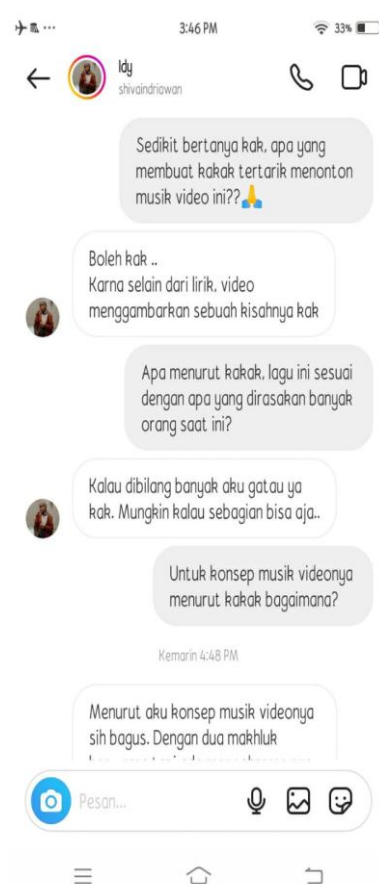 3:46 PM
33%
Idy
shivaindriawan
Sedikit bertanya kak, apa yang
membuat kakak tertarik menonton
musik video ini??🙏
Boleh kak ..
Karna selain dari lirik, video
menggambarkan sebuah kisahnya kak
Apa menurut kakak, lagu ini sesuai
dengan apa yang dirasakan banyak
orang saat ini?
Kalau dibilang banyak aku gatau ya
kak. Mungkin kalau sebagian bisa aja..
Untuk konsep musik videonya
menurut kakak bagaimana?
Kemarin 4:48 PM
Menurut aku konsep musik videonya
sih bagus. Dengan dua makhluk
Pesan...